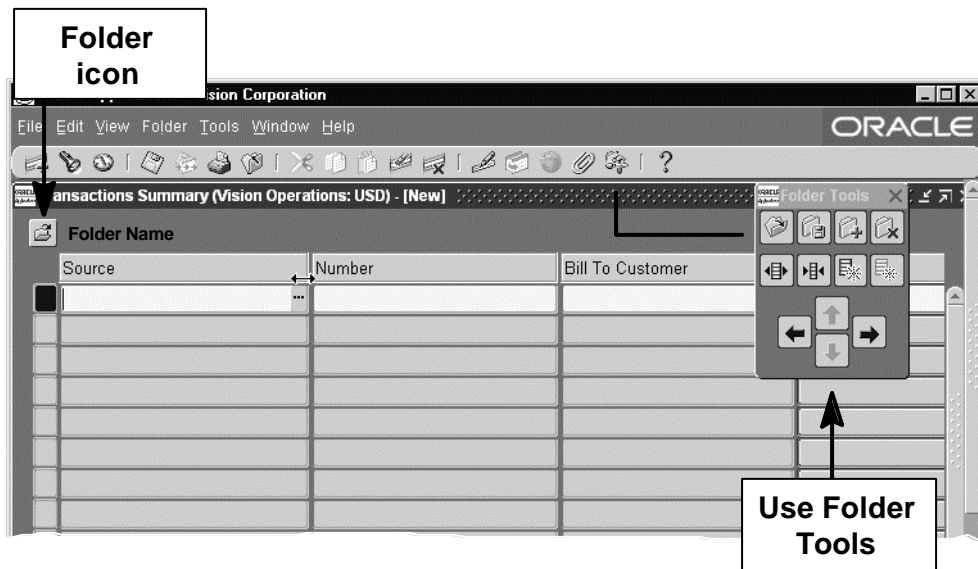 Folder
icon
sion Corporation
File Edit View Folder Tools Window Help
ORACLE
ansactions Summary (Vision Operations: USD) - [New]
Folder Tools
Folder Name
Source Number Bill To Customer
Use Folder
Tools